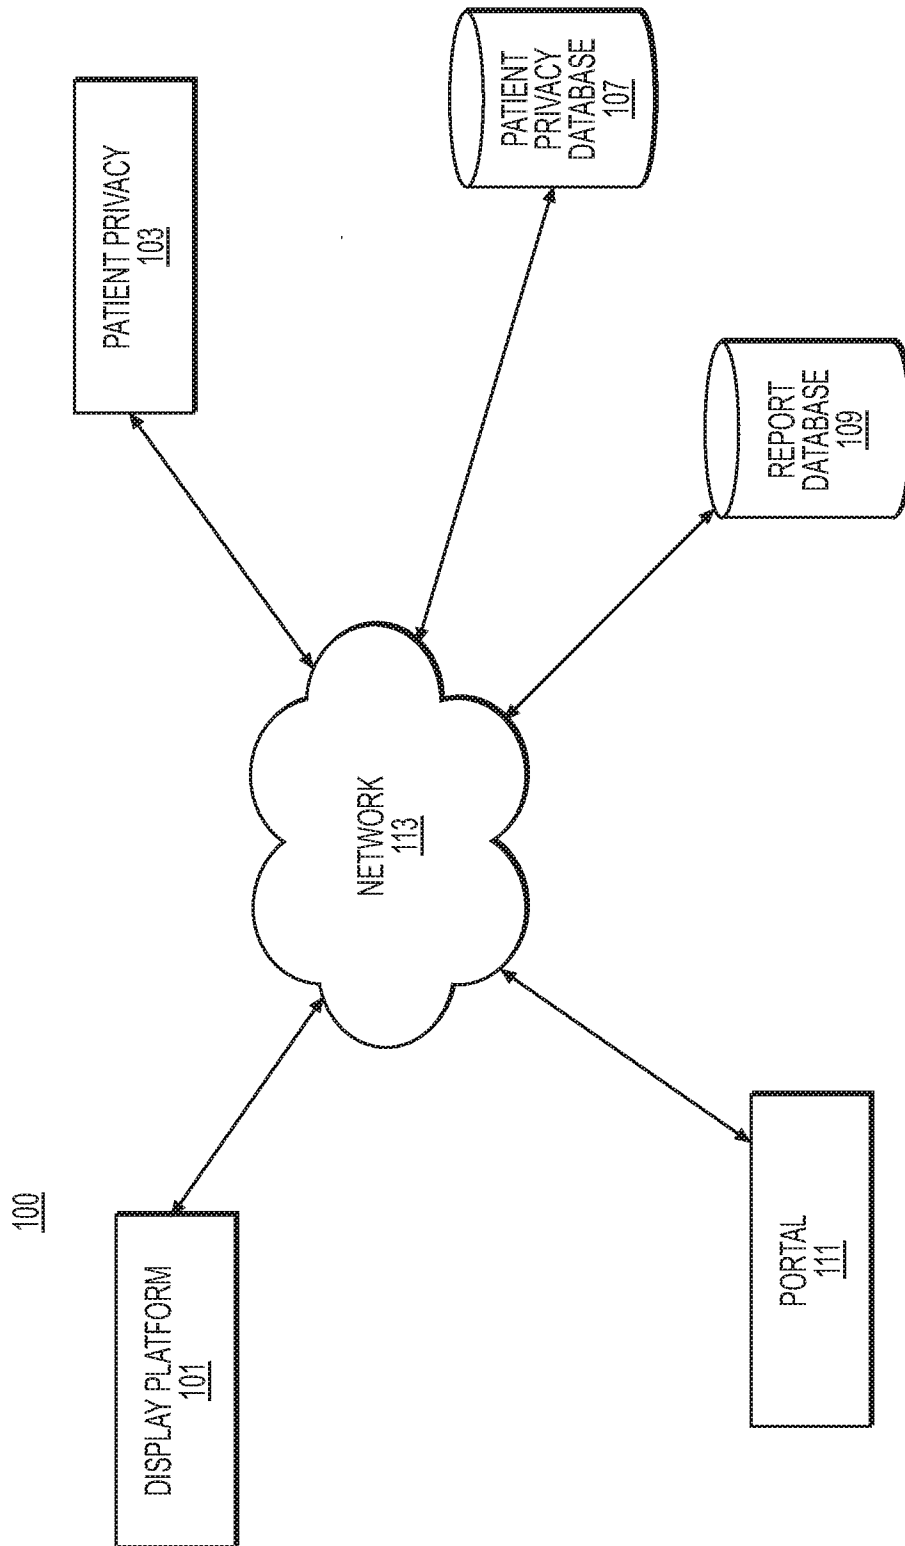 100
DISPLAY PLATFORM
101
PATIENT PRIVACY
103
NETWORK
113
PATIENT
PRIVACY
DATABASE
107
PORTAL
111
REPORT
DATABASE
109